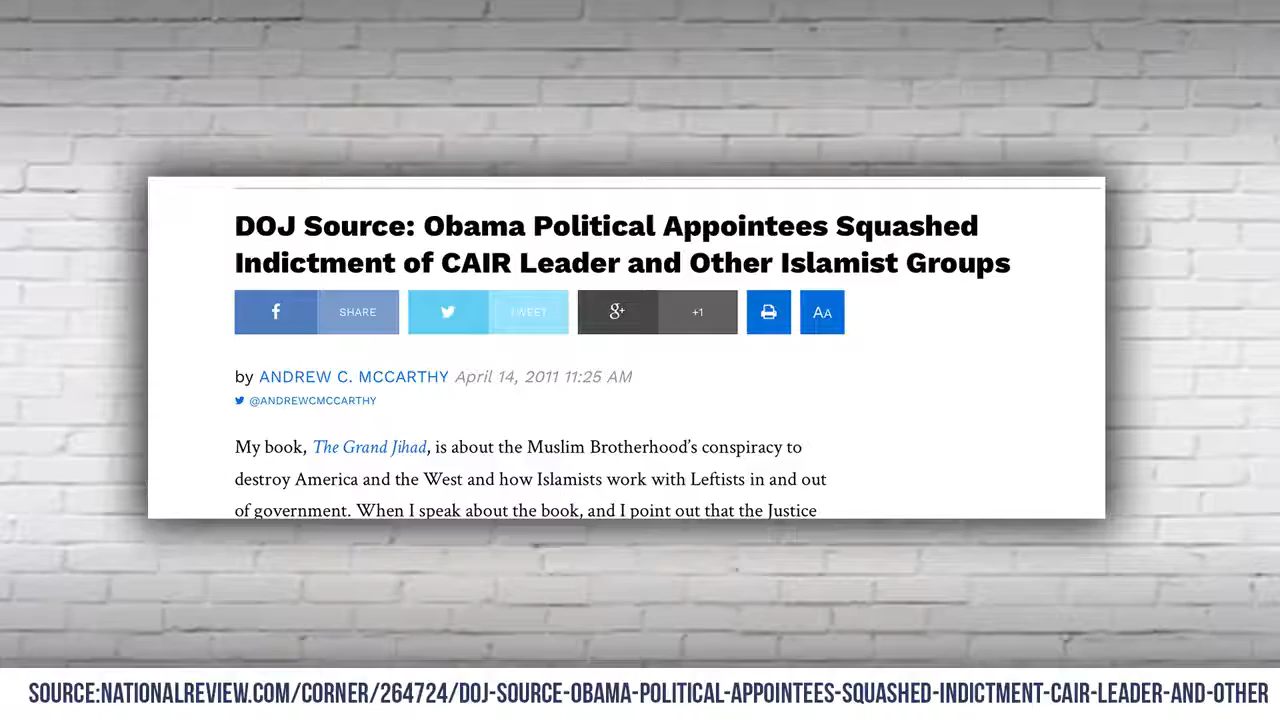 DOJ Source: Obama Political Appointees Squashed
Indictment of CAIR Leader and Other Islamist Groups
f SHARE TWEET g+ +1 AA
by ANDREW C. MCCARTHY April 14, 2011 11:25 AM
@ANDREWCMCCARTHY
My book, The Grand Jihad, is about the Muslim Brotherhood’s conspiracy to
destroy America and the West and how Islamists work with Leftists in and out
of government. When I speak about the book, and I point out that the Justice
SOURCE:NATIONALREVIEW.COM/CORNER/264724/DOJ-SOURCE-OBAMA-POLITICAL-APPOINTEES-SQUASHED-INDICTMENT-CAIR-LEADER-AND-OTHER